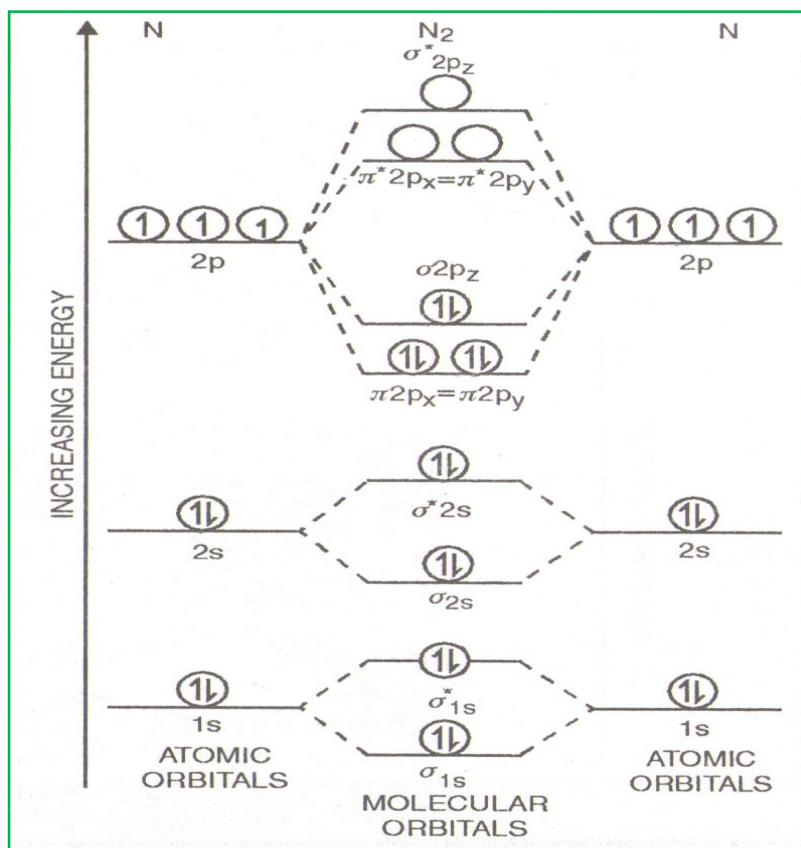 N N₂ N
σ*2pz
π*2px=π*2py
2p 2p
σ2pz
π2px=π2py
σ*2s
2s 2s
σ2s
σ*1s
1s 1s
ATOMIC ORBITALS
σ1s
ATOMIC ORBITALS
MOLECULAR ORBITALS
INCREASING ENERGY